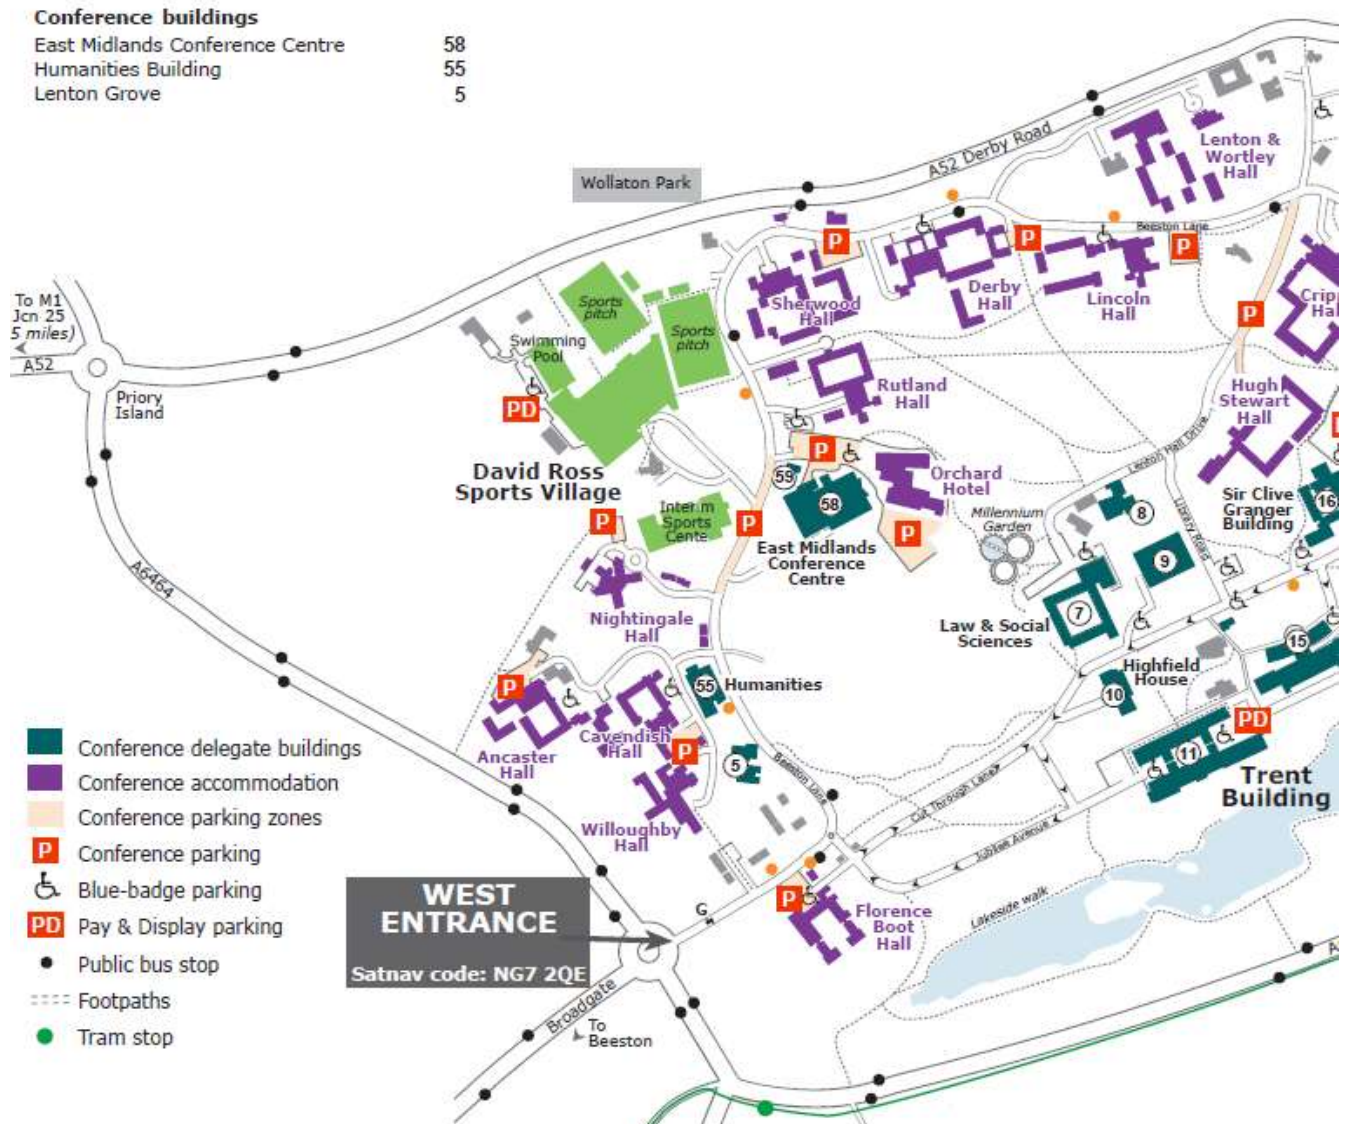 Conference buildings
East Midlands Conference Centre 58
Humanities Building 55
Lenton Grove 5
A52 Derby Road
Lenton &
Wortley
Hall
Wollaton Park
Beeston Lane
P
P
P
To M1
Jcn 25
5 miles)
A52
Priory
Island
Sports
pitch
Sports
pitch
Swimming
Pool
PD
Sherwood
Hall
Derby
Hall
Lincoln
Hall
Crip
Hal
P
Rutland
Hall
Hugh
Stewart
Hall
Lenton Hall Drive
David Ross
Sports Village
P
59
58
Orchard
Hotel
Interim
Sports
Cente
P
P
P
East Midlands
Conference
Centre
Millennium
Garden
8
Library Road
Sir Clive
Granger
Building
16
9
7
Law & Social
Sciences
A6464
Nightingale
Hall
15
Highfield
House
10
P
55
Humanities
PD
11
Trent
Building
Ancaster
Hall
Cavendish
Hall
P
5
Beeston Lane
Cut Through Lane
Jubilee Avenue
Willoughby
Hall
Conference delegate buildings
Conference accommodation
Conference parking zones
P Conference parking
Blue-badge parking
PD Pay & Display parking
Public bus stop
Footpaths
Tram stop
WEST
ENTRANCE
Satnav code: NG7 2QE
G
P
Florence
Boot
Hall
Lakeside walk
Broadgate
To
Beeston
A